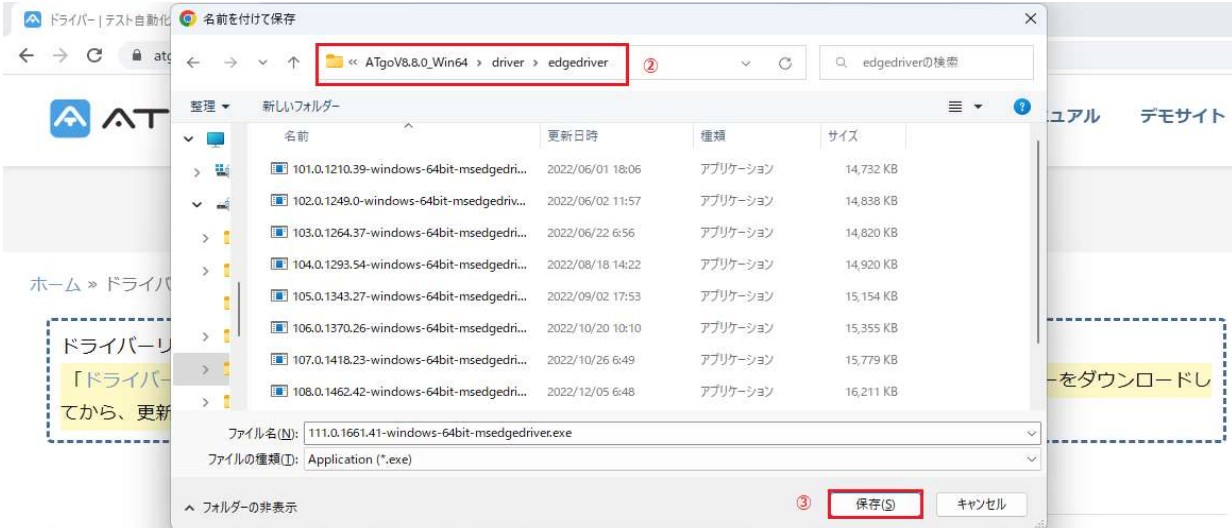 ドライバー | テスト自動化
名前を付けて保存
« ATgoV8.8.0_Win64 › driver › edgedriver
②
edgedriverの検索
整理
新しいフォルダー
AT
ュアル
デモサイト
名前 更新日時 種類 サイズ
101.0.1210.39-windows-64bit-msedgedri... 2022/06/01 18:06 アプリケーション 14,732 KB
102.0.1249.0-windows-64bit-msedgedriv... 2022/06/02 11:57 アプリケーション 14,838 KB
103.0.1264.37-windows-64bit-msedgedri... 2022/06/22 6:56 アプリケーション 14,820 KB
104.0.1293.54-windows-64bit-msedgedri... 2022/08/18 14:22 アプリケーション 14,920 KB
105.0.1343.27-windows-64bit-msedgedri... 2022/09/02 17:53 アプリケーション 15,154 KB
106.0.1370.26-windows-64bit-msedgedri... 2022/10/20 10:10 アプリケーション 15,355 KB
107.0.1418.23-windows-64bit-msedgedri... 2022/10/26 6:49 アプリケーション 15,779 KB
108.0.1462.42-windows-64bit-msedgedri... 2022/12/05 6:48 アプリケーション 16,211 KB
ホーム » ドライバ
ドライバーリ
「ドライバー
ーをダウンロードし
てから、更新
ファイル名(N): 111.0.1661.41-windows-64bit-msedgedriver.exe
ファイルの種類(T): Application (*.exe)
フォルダーの非表示
③
保存(S)
キャンセル